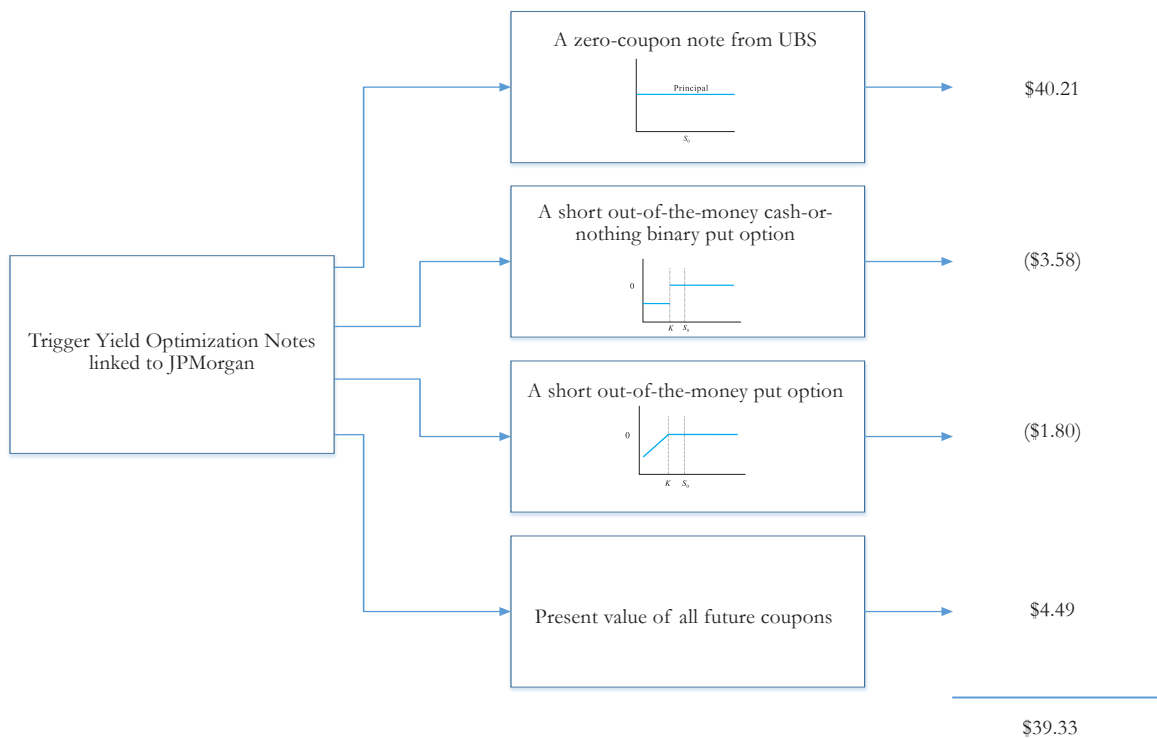 A zero-coupon note from UBS
Principal
S₀
$40.21
A short out-of-the-money cash-or-
nothing binary put option
0
K
S₀
($3.58)
Trigger Yield Optimization Notes
linked to JPMorgan
A short out-of-the-money put option
0
K
S₀
($1.80)
Present value of all future coupons
$4.49
$39.33